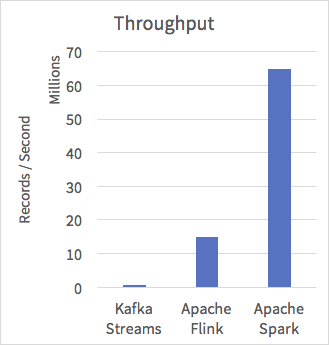 Throughput
Records / Second
Millions
70
60
50
40
30
20
10
0
Kafka
Streams
Apache
Flink
Apache
Spark